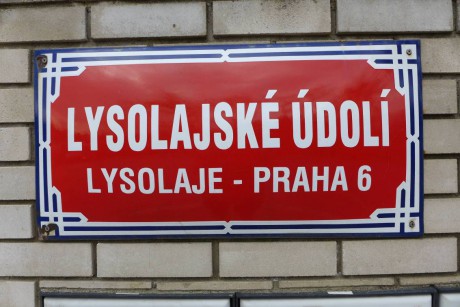 LYSOLAJSKÉ ÚDOLÍ
LYSOLAJE - PRAHA 6